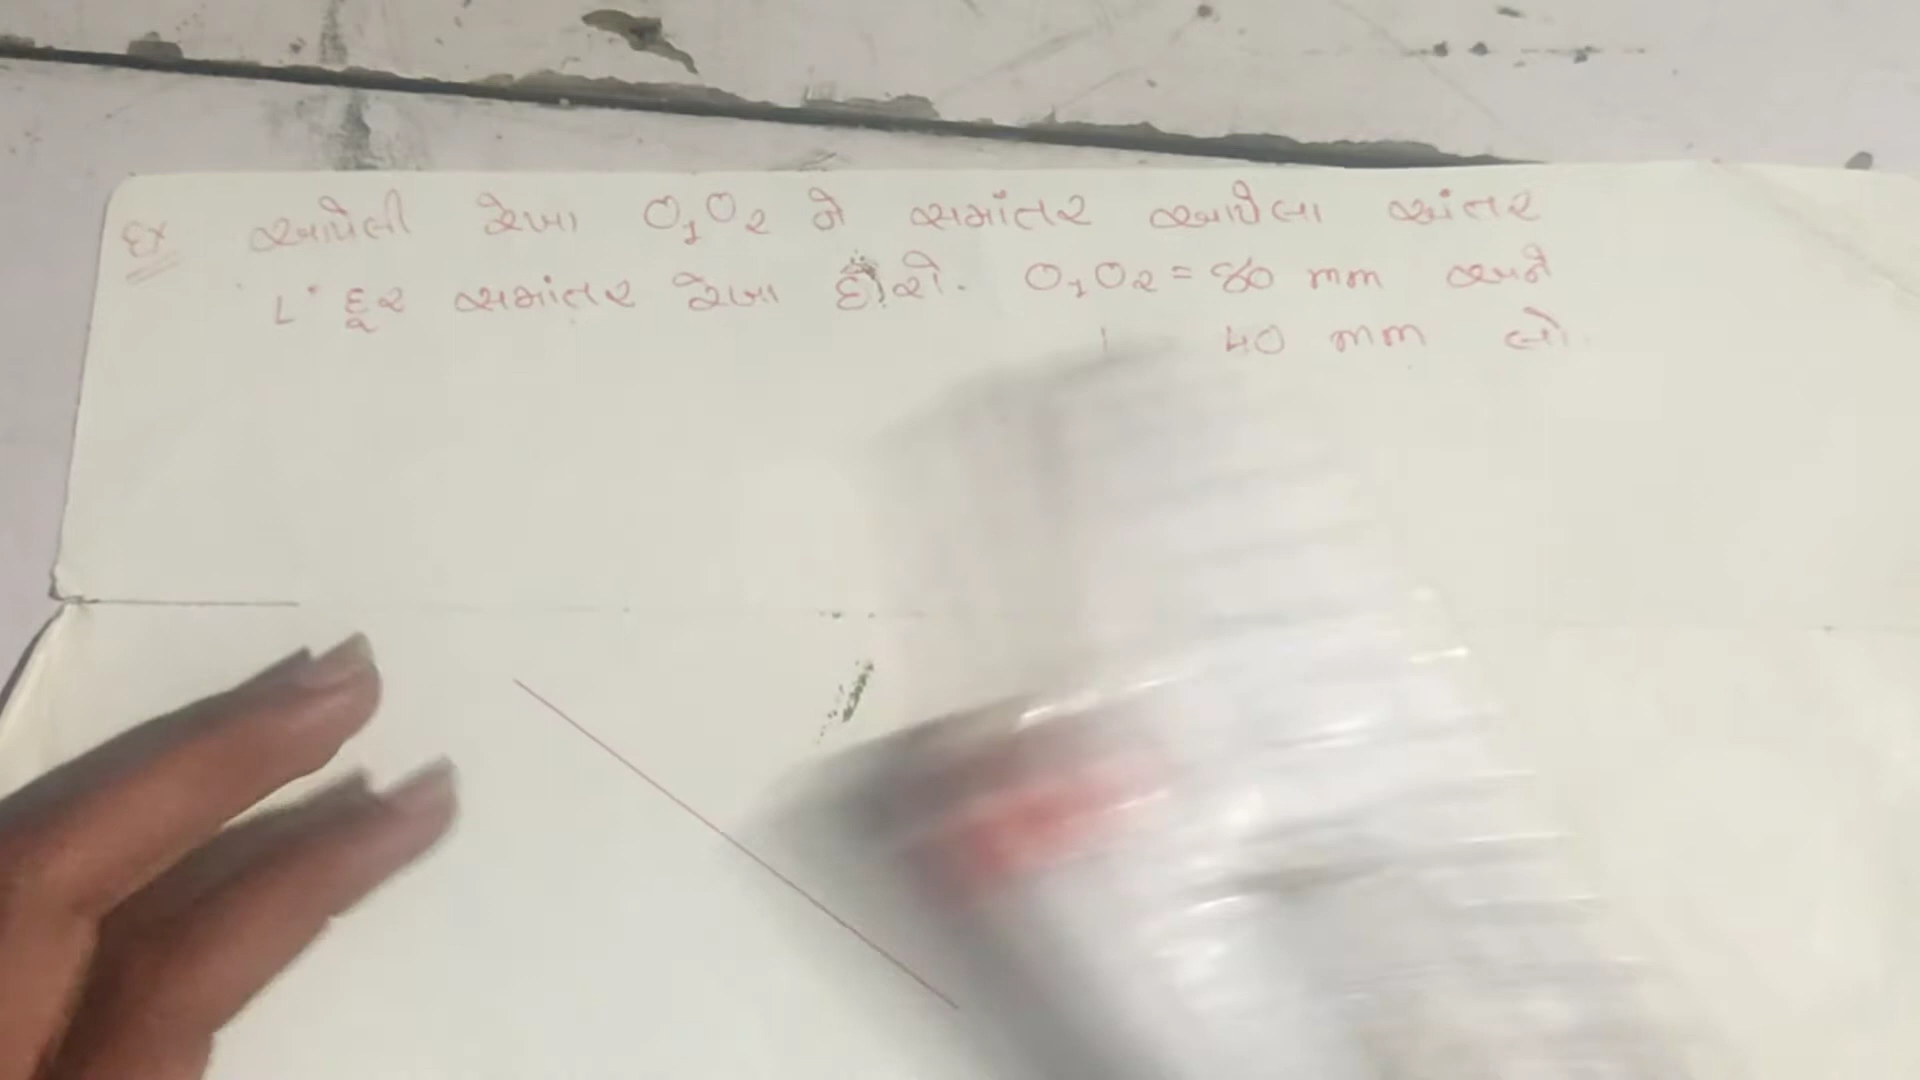 Ex આપેલી રેખા O₁O₂ ને સમાંતર આપેલા અંતર
'L' દૂર સમાંતર રેખા દોરો. O₁O₂ = 80 mm અને
40 mm લો.